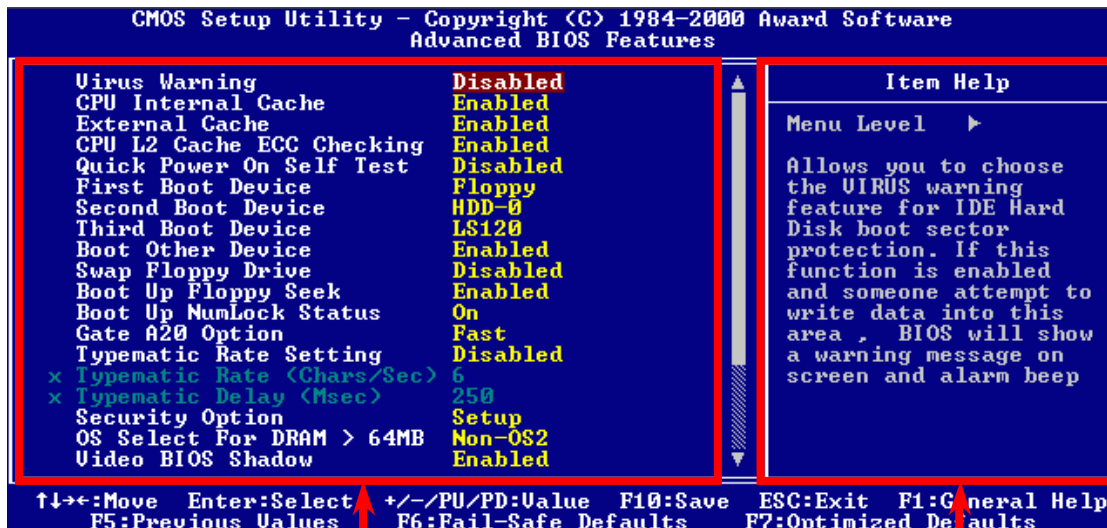 CMOS Setup Utility - Copyright (C) 1984-2000 Award Software
Advanced BIOS Features
Virus Warning Disabled
CPU Internal Cache Enabled
External Cache Enabled
CPU L2 Cache ECC Checking Enabled
Quick Power On Self Test Disabled
First Boot Device Floppy
Second Boot Device HDD-0
Third Boot Device LS120
Boot Other Device Enabled
Swap Floppy Drive Disabled
Boot Up Floppy Seek Enabled
Boot Up NumLock Status On
Gate A20 Option Fast
Typematic Rate Setting Disabled
x Typematic Rate (Chars/Sec) 6
x Typematic Delay (Msec) 250
Security Option Setup
OS Select For DRAM > 64MB Non-OS2
Video BIOS Shadow Enabled
Item Help
Menu Level ▶
Allows you to choose
the VIRUS warning
feature for IDE Hard
Disk boot sector
protection. If this
function is enabled
and someone attempt to
write data into this
area , BIOS will show
a warning message on
screen and alarm beep
↑↓→←:Move Enter:Select +/-/PU/PD:Value F10:Save ESC:Exit F1:General Help
F5:Previous Values F6:Fail-Safe Defaults F7:Optimized Defaults